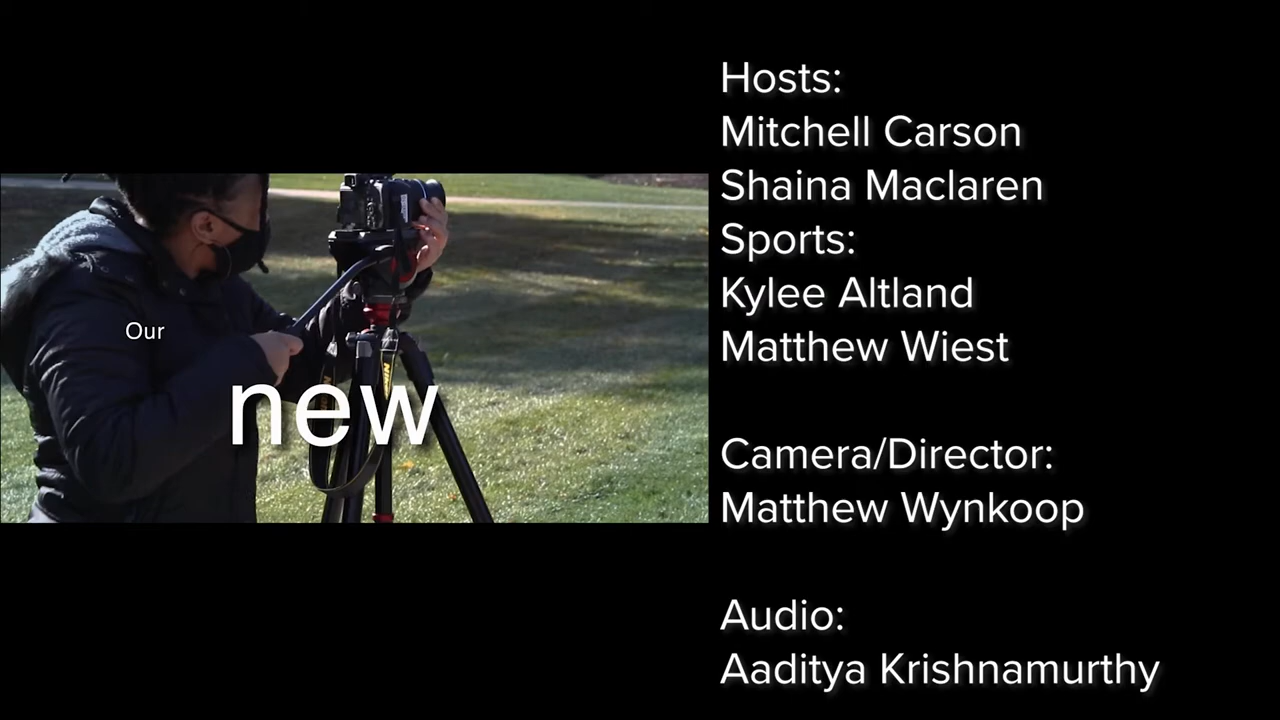 Our
new
Hosts:
Mitchell Carson
Shaina Maclaren
Sports:
Kylee Altland
Matthew Wiest
Camera/Director:
Matthew Wynkoop
Audio:
Aaditya Krishnamurthy